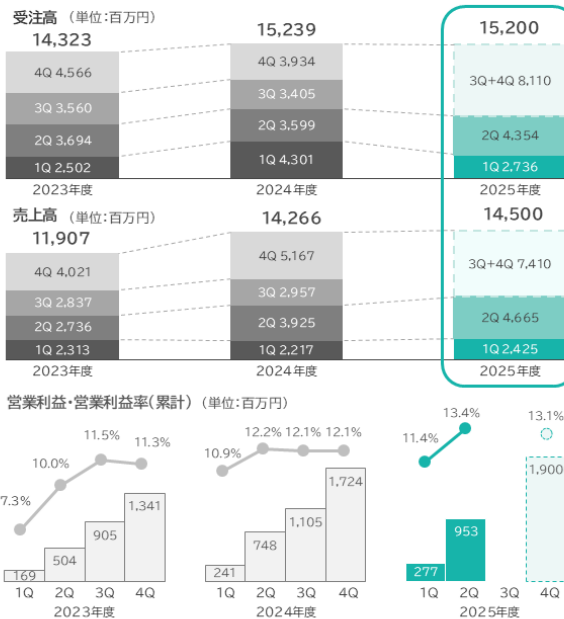 受注高 (単位:百万円)
14,323
15,239
15,200
4Q 4,566
3Q 3,560
2Q 3,694
1Q 2,502
4Q 3,934
3Q 3,405
2Q 3,599
1Q 4,301
3Q+4Q 8,110
2Q 4,354
1Q 2,736
2023年度
2024年度
2025年度
売上高 (単位:百万円)
11,907
14,266
14,500
4Q 4,021
3Q 2,837
2Q 2,736
1Q 2,313
4Q 5,167
3Q 2,957
2Q 3,925
1Q 2,217
3Q+4Q 7,410
2Q 4,665
1Q 2,425
2023年度
2024年度
2025年度
営業利益・営業利益率(累計) (単位:百万円)
7.3%
10.0%
11.5%
11.3%
169
504
905
1,341
1Q 2Q 3Q 4Q
2023年度
10.9%
12.2%
12.1%
12.1%
241
748
1,105
1,724
1Q 2Q 3Q 4Q
2024年度
11.4%
13.4%
13.1%
277
953
1,900
1Q 2Q 3Q 4Q
2025年度